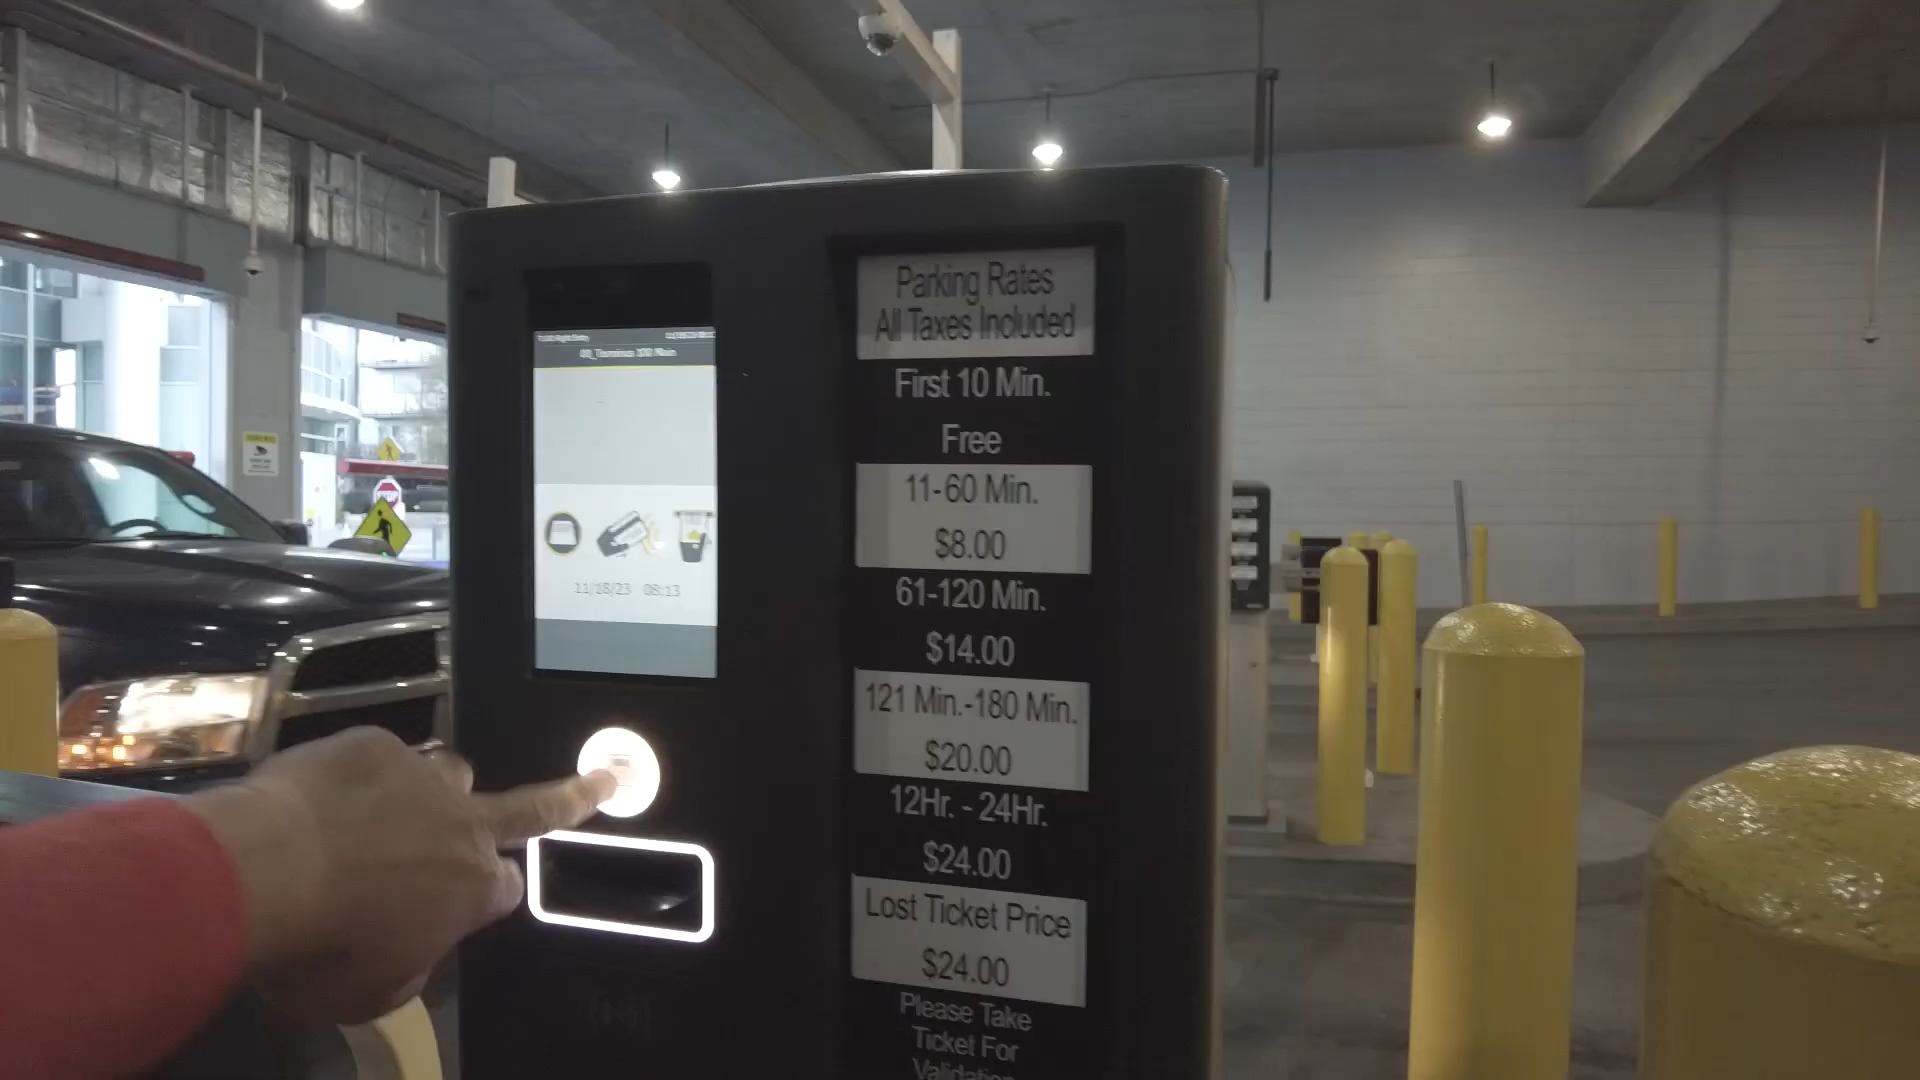 Parking Rates
All Taxes Included
First 10 Min.
Free
11-60 Min.
$8.00
61-120 Min.
$14.00
121 Min.-180 Min.
$20.00
12Hr. - 24Hr.
$24.00
Lost Ticket Price
$24.00
Please Take
Ticket For
Validation
11/18/23 08:13
STOP